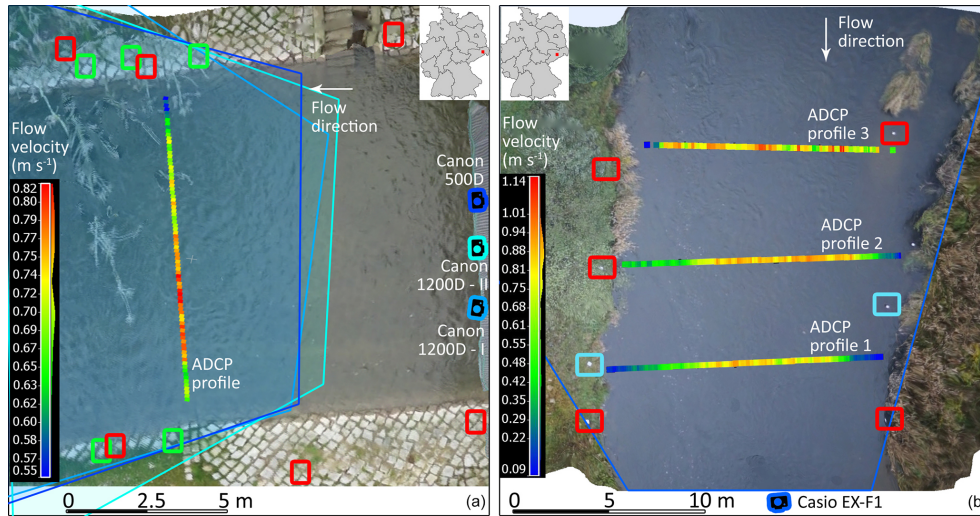 Flow
direction
Flow
velocity
(m s⁻¹)
0.82
0.80
0.77
0.75
0.73
0.72
0.70
0.68
0.67
0.65
0.63
0.62
0.60
0.58
0.57
0.55
ADCP
profile
Canon
500D
Canon
1200D - II
Canon
1200D - I
0 2.5 5 m
(a)
Flow
direction
Flow velocity
(m s⁻¹)
1.14
1.01
0.94
0.88
0.81
0.74
0.68
0.61
0.55
0.48
0.42
0.35
0.29
0.22
0.09
ADCP
profile 3
ADCP
profile 2
ADCP
profile 1
0 5 10 m
Casio EX-F1
(b)